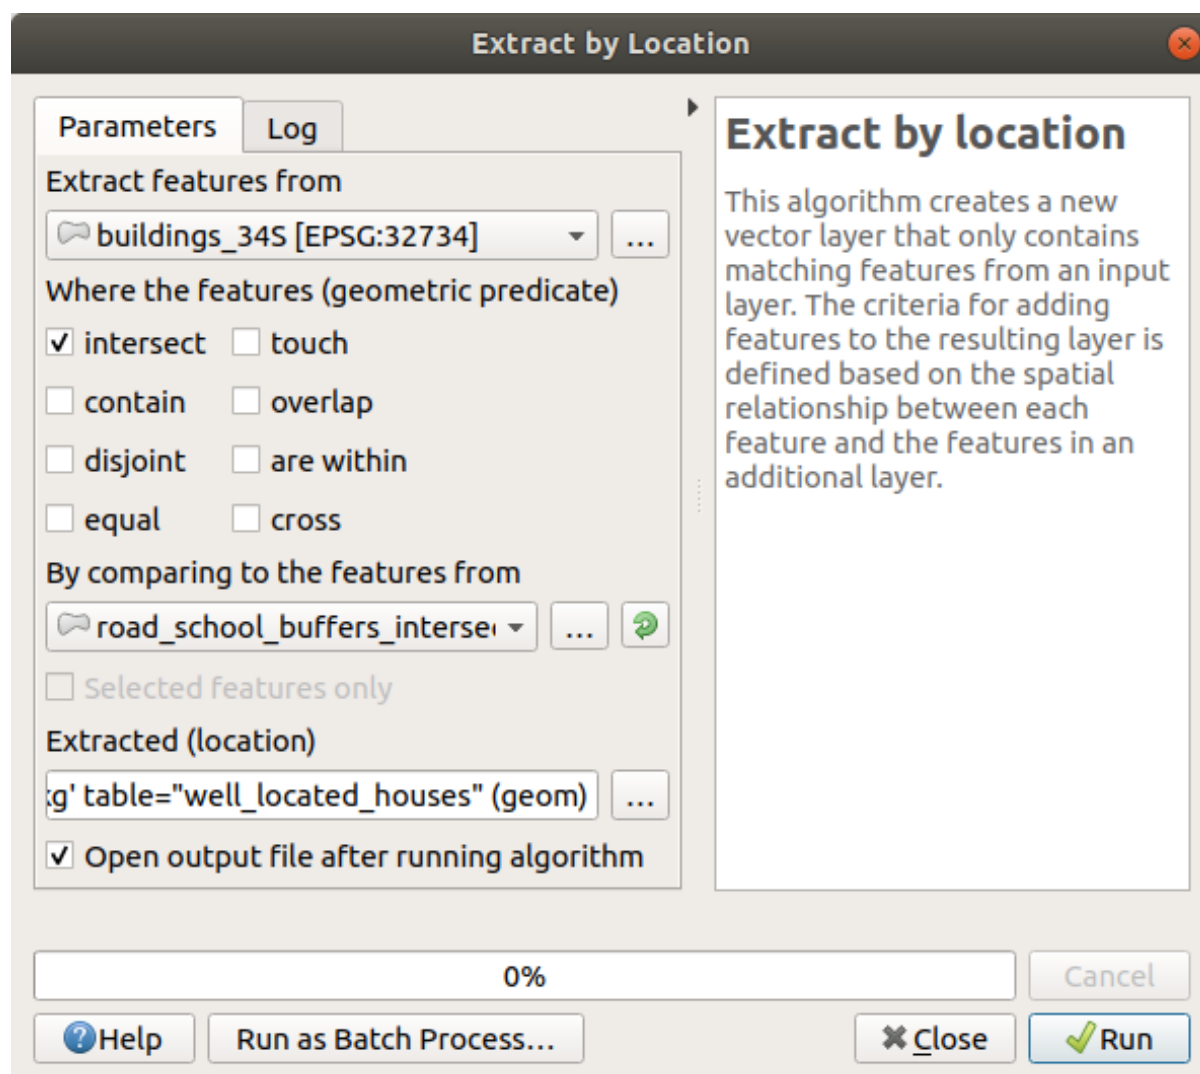 Extract by Location
Parameters
Log
Extract features from
buildings_34S [EPSG:32734]
...
Where the features (geometric predicate)
intersect
touch
contain
overlap
disjoint
are within
equal
cross
By comparing to the features from
road_school_buffers_interse
...
Selected features only
Extracted (location)
g' table="well_located_houses" (geom)
...
Open output file after running algorithm
Extract by location
This algorithm creates a new
vector layer that only contains
matching features from an input
layer. The criteria for adding
features to the resulting layer is
defined based on the spatial
relationship between each
feature and the features in an
additional layer.
0%
Cancel
Help
Run as Batch Process...
Close
Run